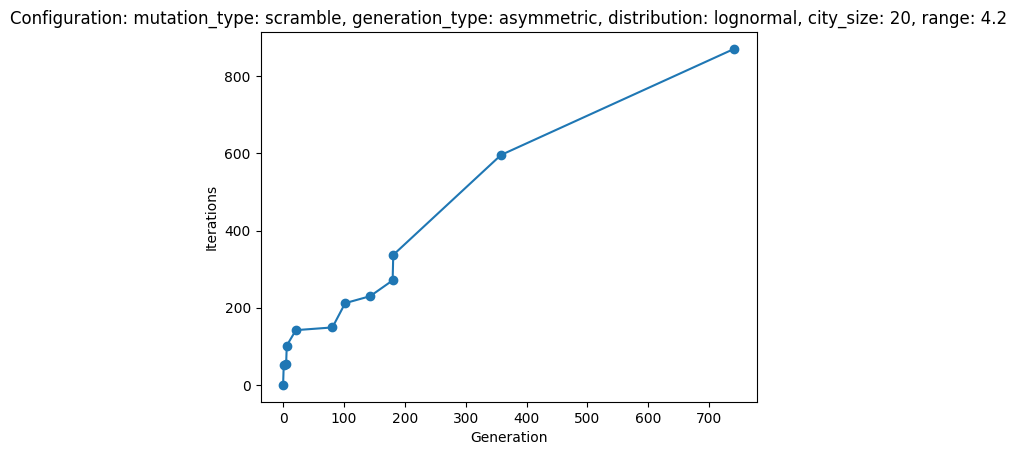 Configuration: mutation_type: scramble, generation_type: asymmetric, distribution: lognormal, city_size: 20, range: 4.2
800
600
400
200
0
Iterations
0 100 200 300 400 500 600 700
Generation